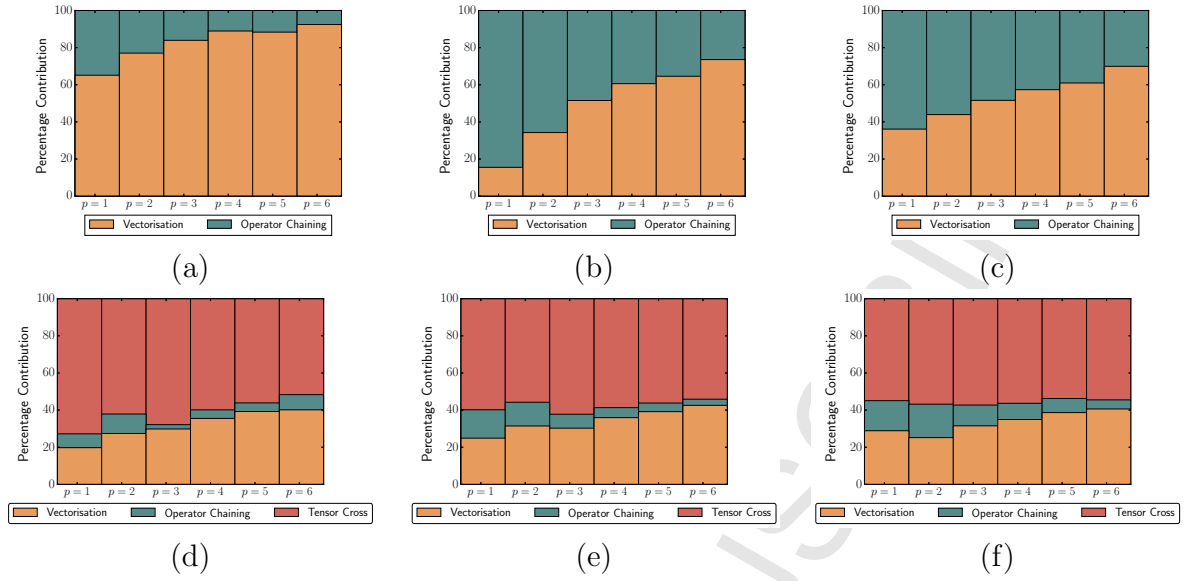 100
80
60
40
20
0
Percentage Contribution
p = 1 p = 2 p = 3 p = 4 p = 5 p = 6
Vectorisation Operator Chaining
(a)
100
80
60
40
20
0
Percentage Contribution
p = 1 p = 2 p = 3 p = 4 p = 5 p = 6
Vectorisation Operator Chaining
(b)
100
80
60
40
20
0
Percentage Contribution
p = 1 p = 2 p = 3 p = 4 p = 5 p = 6
Vectorisation Operator Chaining
(c)
100
80
60
40
20
0
Percentage Contribution
p = 1 p = 2 p = 3 p = 4 p = 5 p = 6
Vectorisation Operator Chaining Tensor Cross
(d)
100
80
60
40
20
0
Percentage Contribution
p = 1 p = 2 p = 3 p = 4 p = 5 p = 6
Vectorisation Operator Chaining Tensor Cross
(e)
100
80
60
40
20
0
Percentage Contribution
p = 1 p = 2 p = 3 p = 4 p = 5 p = 6
Vectorisation Operator Chaining Tensor Cross
(f)